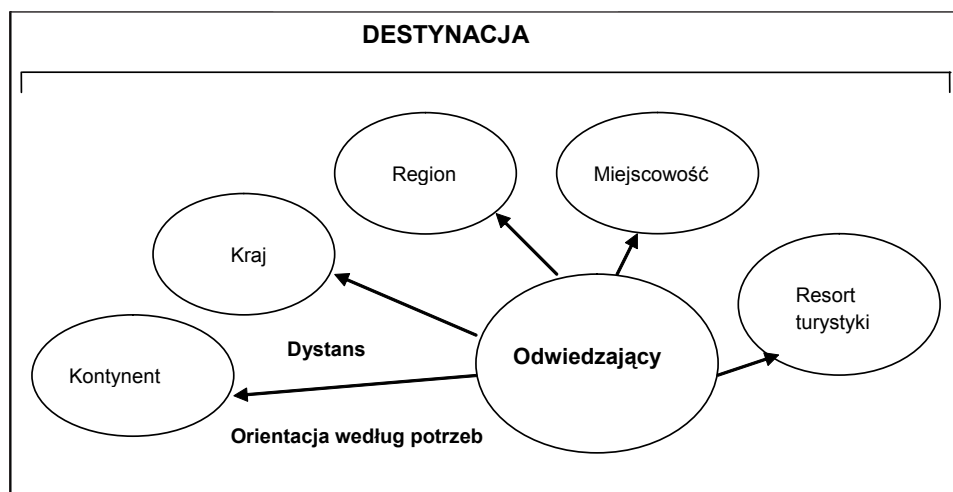 DESTYNACJA
Region
Miejscowość
Kraj
Resort
turystyki
Dystans
Odwiedzający
Kontynent
Orientacja według potrzeb